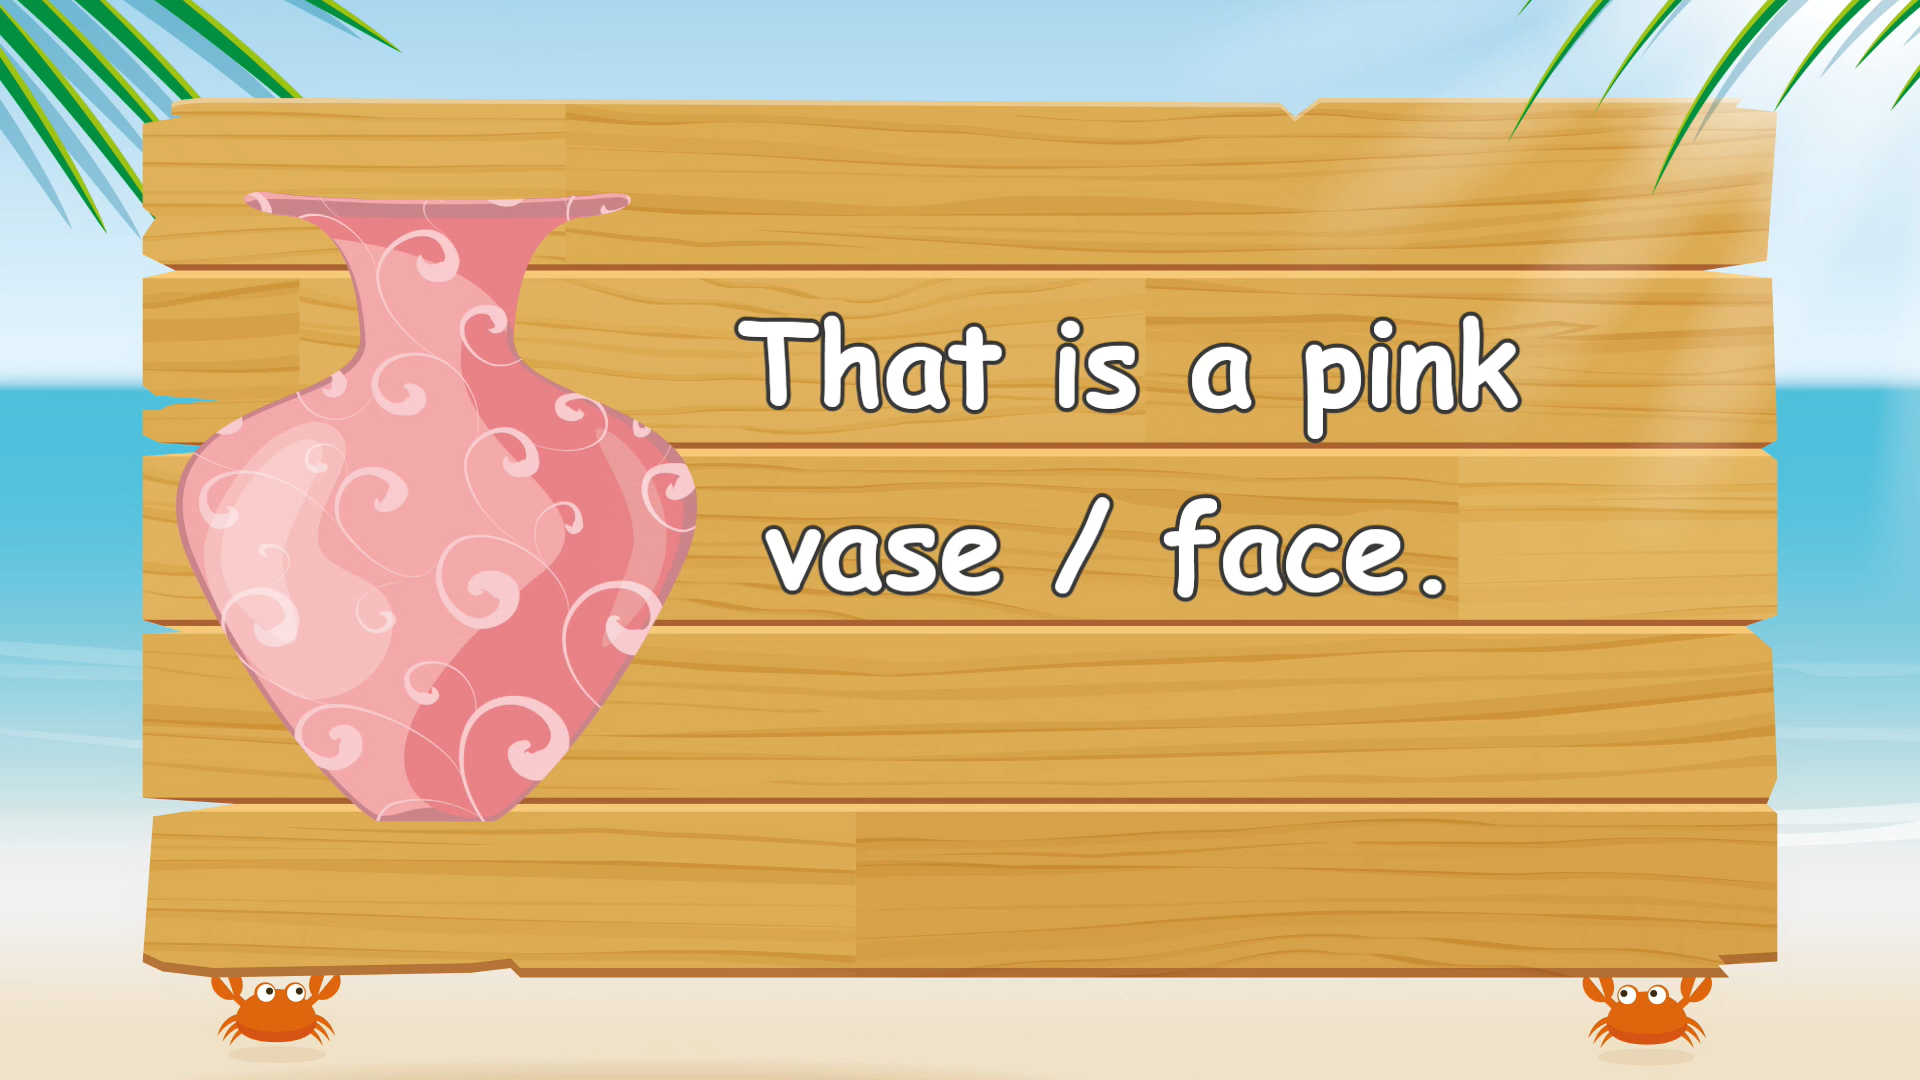 That is a pink
vase / face.